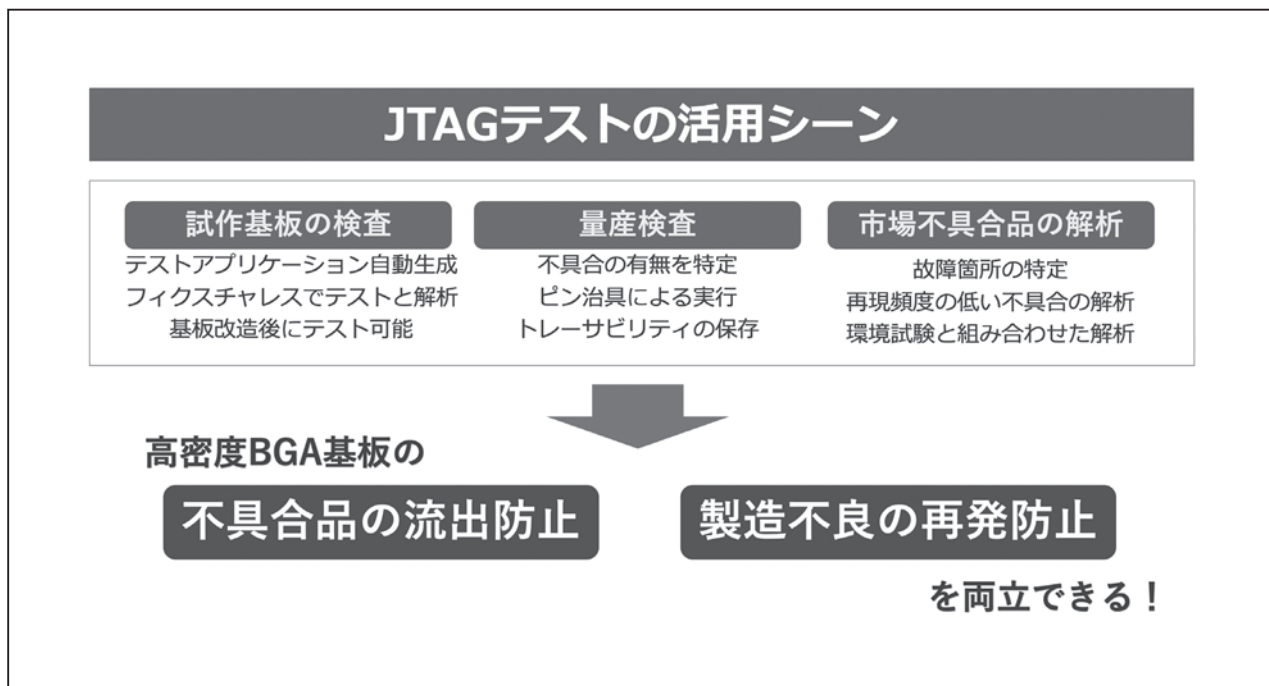 JTAGテストの活用シーン
試作基板の検査
テストアプリケーション自動生成
フィクスチャレスでテストと解析
基板改造後にテスト可能
量産検査
不具合の有無を特定
ピン治具による実行
トレーサビリティの保存
市場不具合品の解析
故障箇所の特定
再現頻度の低い不具合の解析
環境試験と組み合わせた解析
高密度BGA基板の
不具合品の流出防止
製造不良の再発防止
を両立できる！